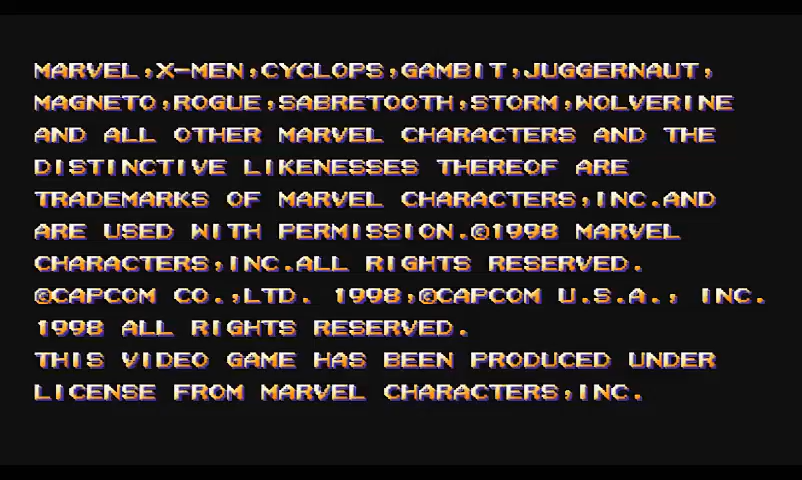 MARVEL,X-MEN,CYCLOPS,GAMBIT,JUGGERNAUT,
MAGNETO,ROGUE,SABRETOOTH,STORM,WOLVERINE
AND ALL OTHER MARVEL CHARACTERS AND THE
DISTINCTIVE LIKENESSES THEREOF ARE
TRADEMARKS OF MARVEL CHARACTERS,INC.AND
ARE USED WITH PERMISSION.©1998 MARVEL
CHARACTERS,INC.ALL RIGHTS RESERVED.
©CAPCOM CO.,LTD. 1998,©CAPCOM U.S.A., INC.
1998 ALL RIGHTS RESERVED.
THIS VIDEO GAME HAS BEEN PRODUCED UNDER
LICENSE FROM MARVEL CHARACTERS,INC.